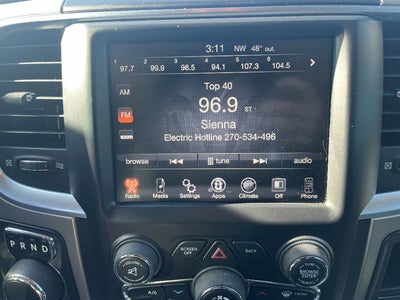 3:11 NW 48° out.
1 97.7 2 99.9 3 98.5 4 94.1 5 107.3 6 104.5
Top 40
AM
96.9 ST
FM
Sienna
Electric Hotline 270-534-496
browse tune audio
Radio Media Settings Apps Climate Off Phone
SCREEN OFF BACK
P R N D
VOLUME BROWSE ENTER
A/C